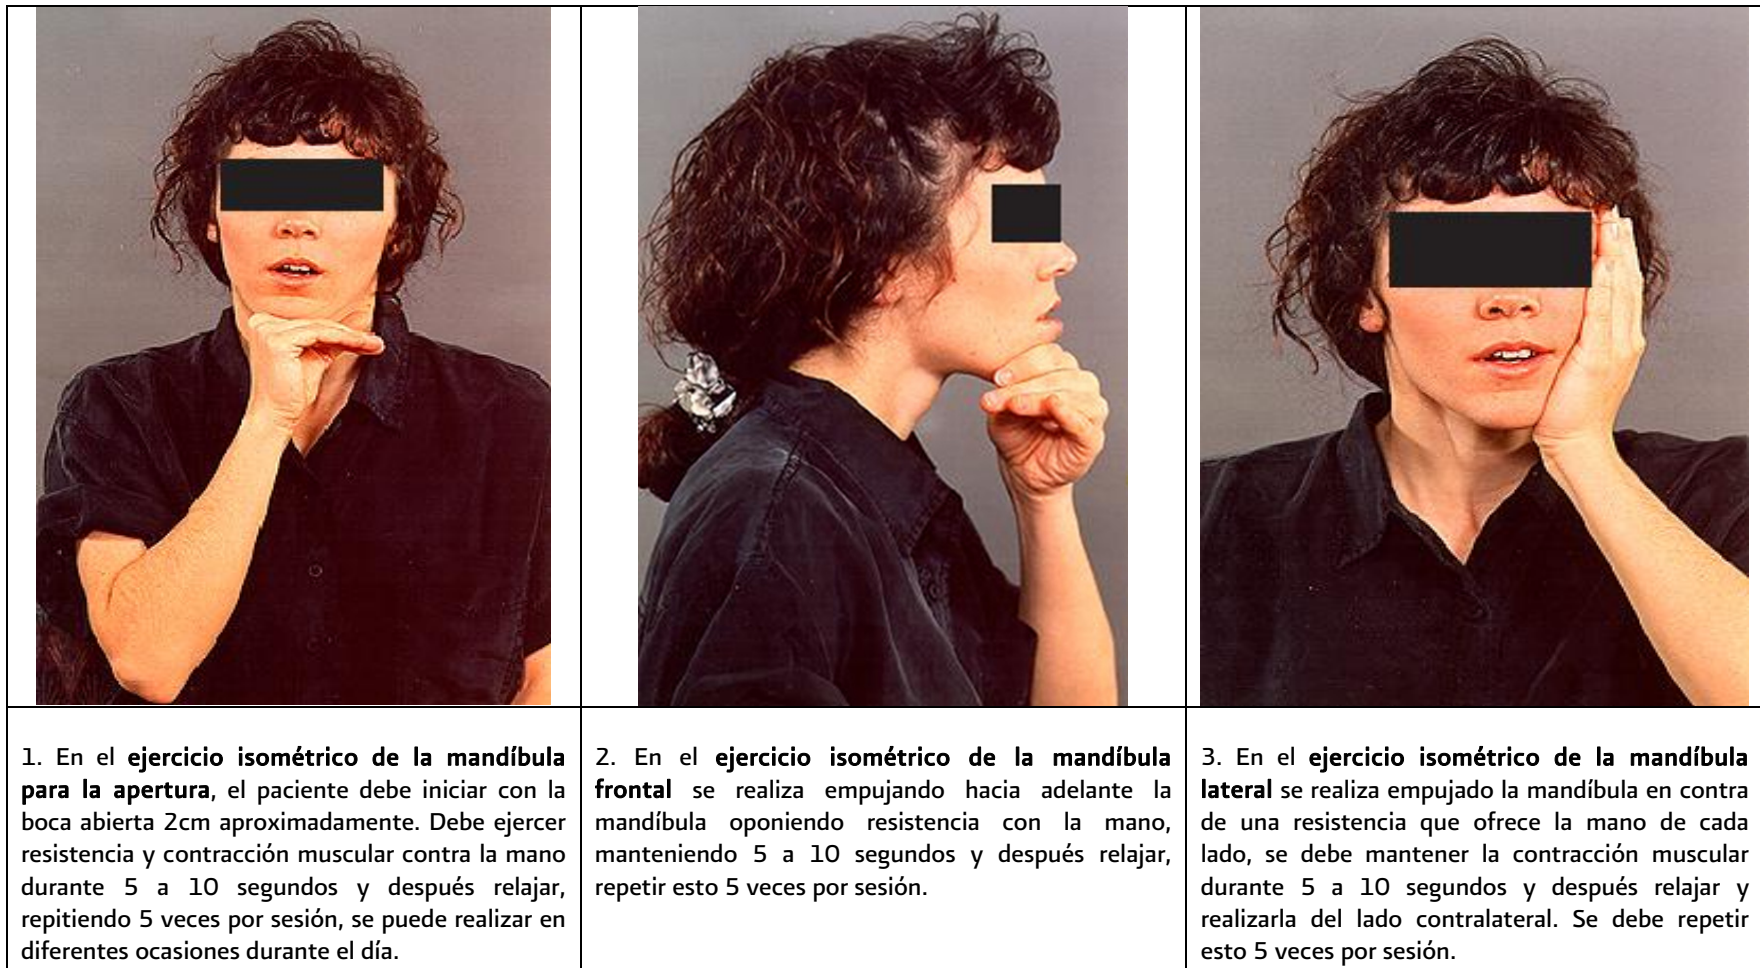 1. En el ejercicio isométrico de la mandíbula
para la apertura, el paciente debe iniciar con la
boca abierta 2cm aproximadamente. Debe ejercer
resistencia y contracción muscular contra la mano
durante 5 a 10 segundos y después relajar,
repitiendo 5 veces por sesión, se puede realizar en
diferentes ocasiones durante el día.
2. En el ejercicio isométrico de la mandíbula
frontal se realiza empujando hacia adelante la
mandíbula oponiendo resistencia con la mano,
manteniendo 5 a 10 segundos y después relajar,
repetir esto 5 veces por sesión.
3. En el ejercicio isométrico de la mandíbula
lateral se realiza empujado la mandíbula en contra
de una resistencia que ofrece la mano de cada
lado, se debe mantener la contracción muscular
durante 5 a 10 segundos y después relajar y
realizarla del lado contralateral. Se debe repetir
esto 5 veces por sesión.